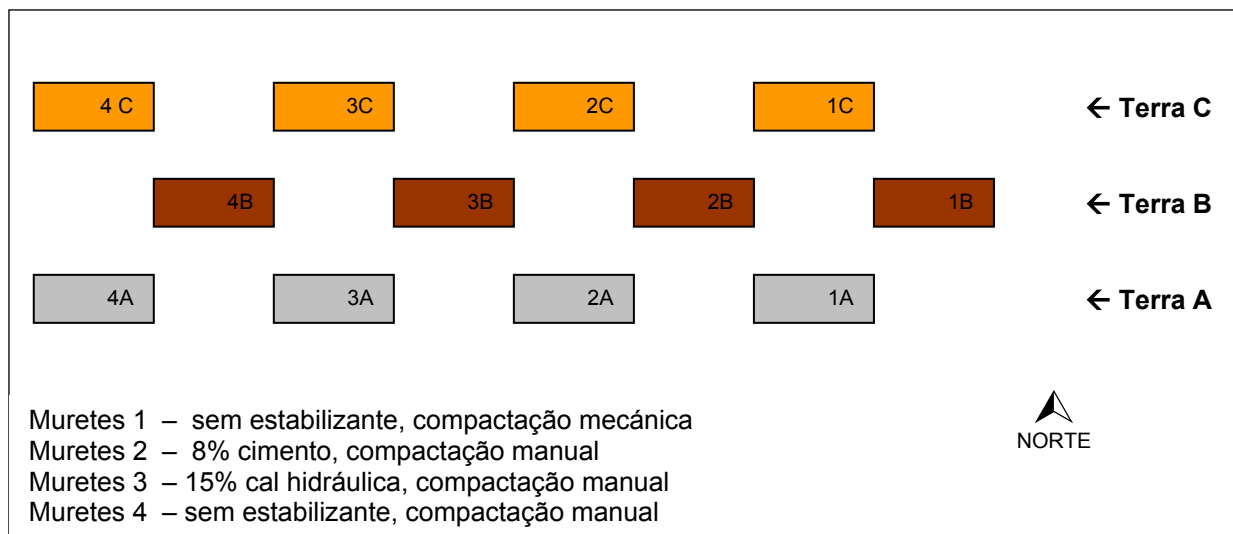 4 C 3C 2C 1C ← Terra C
4B 3B 2B 1B ← Terra B
4A 3A 2A 1A ← Terra A
Muretes 1 – sem estabilizante, compactação mecánica
Muretes 2 – 8% cimento, compactação manual
Muretes 3 – 15% cal hidráulica, compactação manual
Muretes 4 – sem estabilizante, compactação manual
NORTE